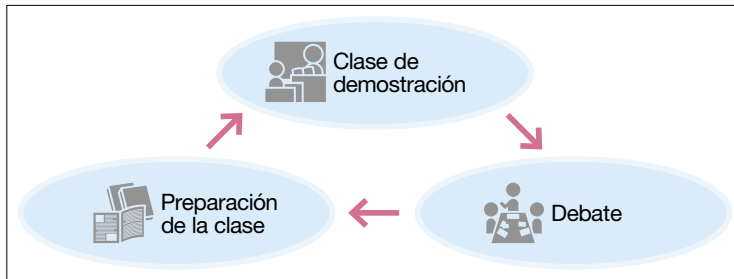 Clase de
demostración
Preparación
de la clase
Debate